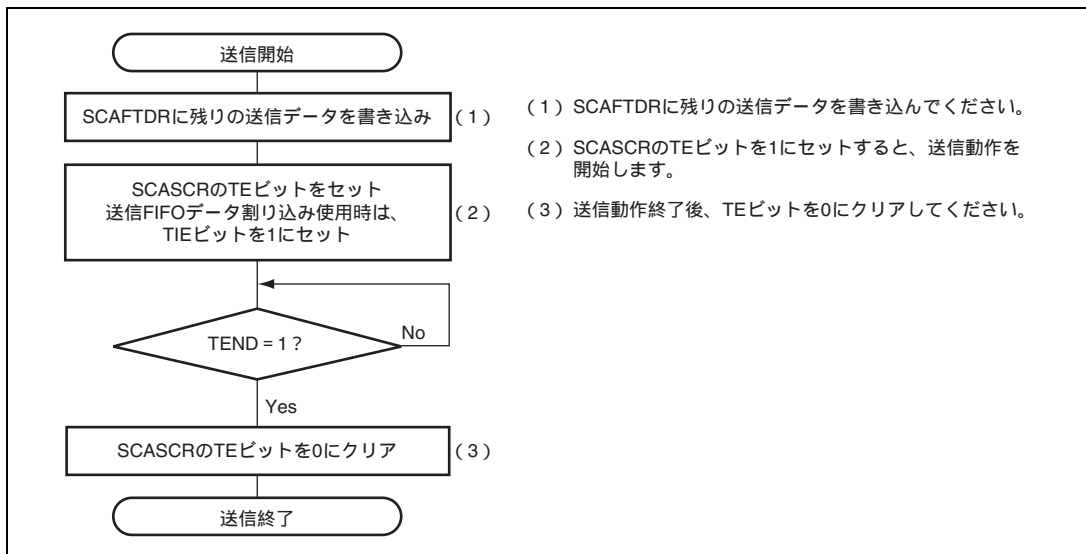 送信開始
SCAFTDRに残りの送信データを書き込み
(1)
SCASCRのTEビットをセット
送信FIFOデータ割り込み使用時は、
TIEビットを1にセット
(2)
TEND = 1?
No
Yes
SCASCRのTEビットを0にクリア
(3)
送信終了
(1)SCAFTDRに残りの送信データを書き込んでください。
(2)SCASCRのTEビットを1にセットすると、送信動作を
開始します。
(3)送信動作終了後、TEビットを0にクリアしてください。